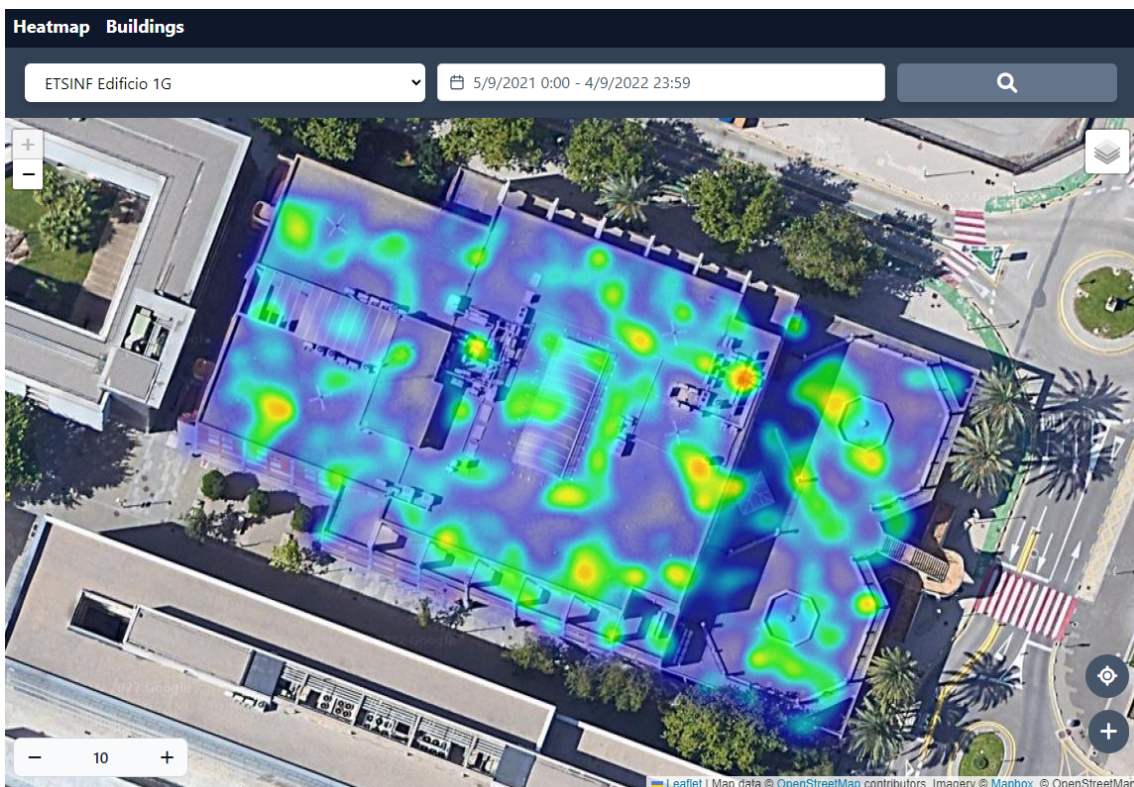 Heatmap Buildings
ETSINF Edificio 1G
5/9/2021 0:00 - 4/9/2022 23:59
+
−
− 10 +
+
Leaflet | Map data © OpenStreetMap contributors, Imagery © Mapbox, © OpenStreetMap